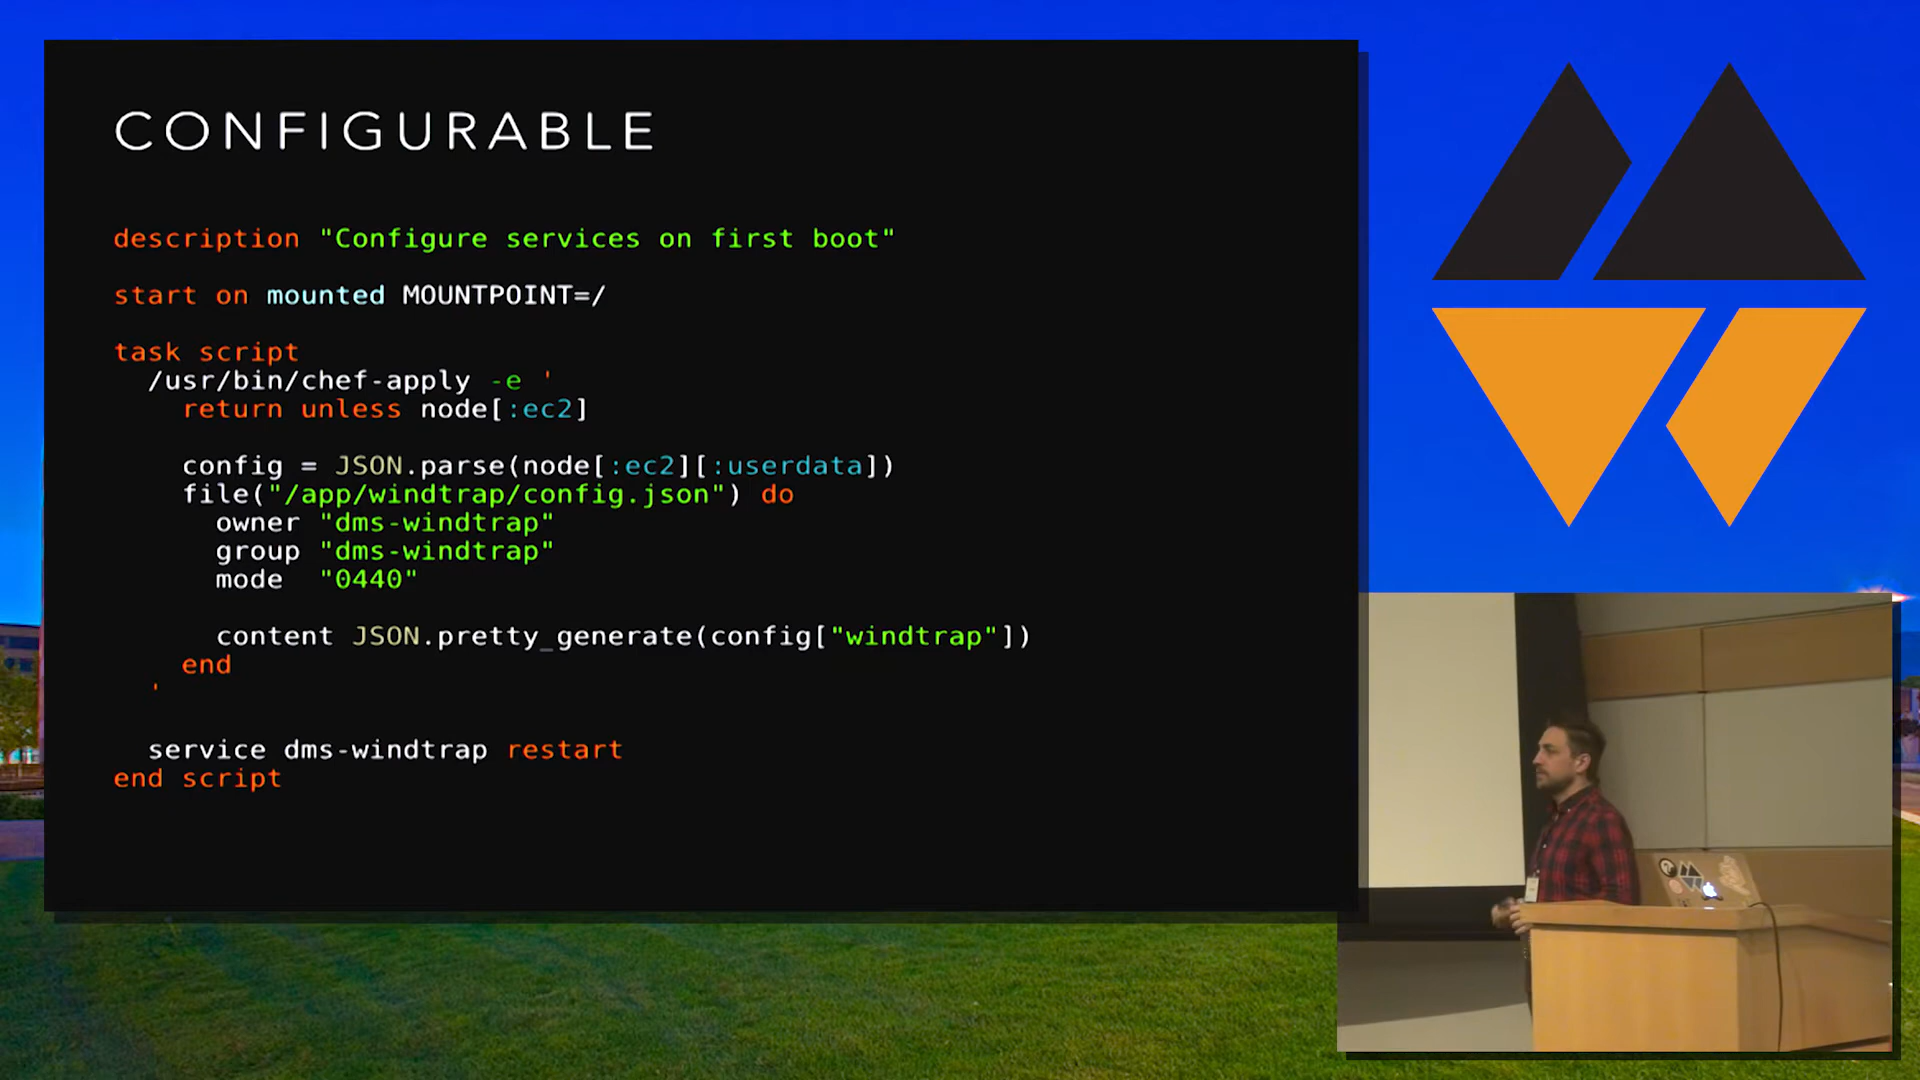 CONFIGURABLE
description "Configure services on first boot"
start on mounted MOUNTPOINT=/
task script
/usr/bin/chef-apply -e '
return unless node[:ec2]
config = JSON.parse(node[:ec2][:userdata])
file("/app/windtrap/config.json") do
owner "dms-windtrap"
group "dms-windtrap"
mode "0440"
content JSON.pretty_generate(config["windtrap"])
end
'
service dms-windtrap restart
end script